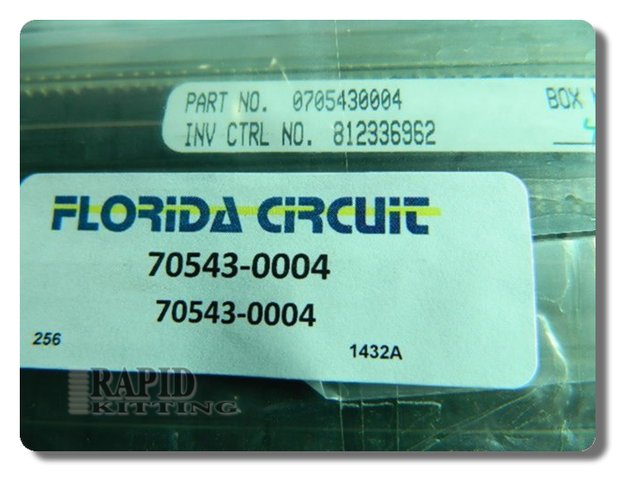 PART NO. 0705430004
BOX
INV CTRL NO. 812336962
FLORIDA CIRCUIT
70543-0004
70543-0004
256
1432A
RAPID
KITTING